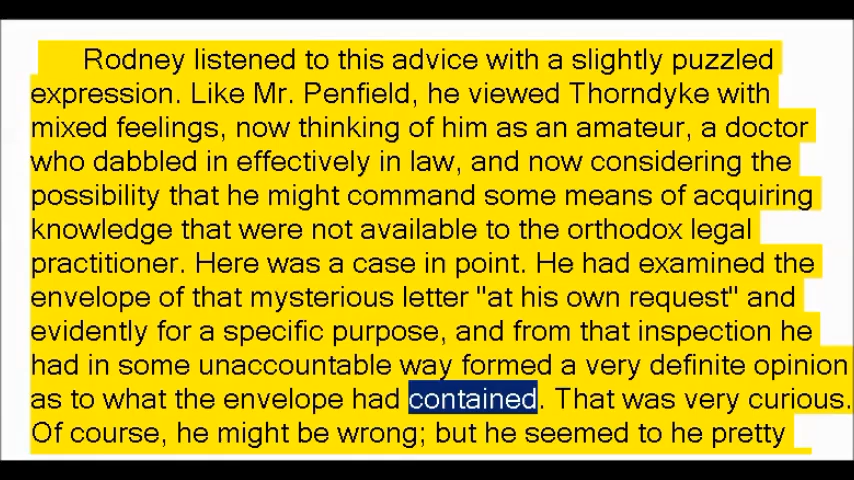 Rodney listened to this advice with a slightly puzzled
expression. Like Mr. Penfield, he viewed Thorndyke with
mixed feelings, now thinking of him as an amateur, a doctor
who dabbled in effectively in law, and now considering the
possibility that he might command some means of acquiring
knowledge that were not available to the orthodox legal
practitioner. Here was a case in point. He had examined the
envelope of that mysterious letter "at his own request" and
evidently for a specific purpose, and from that inspection he
had in some unaccountable way formed a very definite opinion
as to what the envelope had contained. That was very curious.
Of course, he might be wrong; but he seemed to he pretty